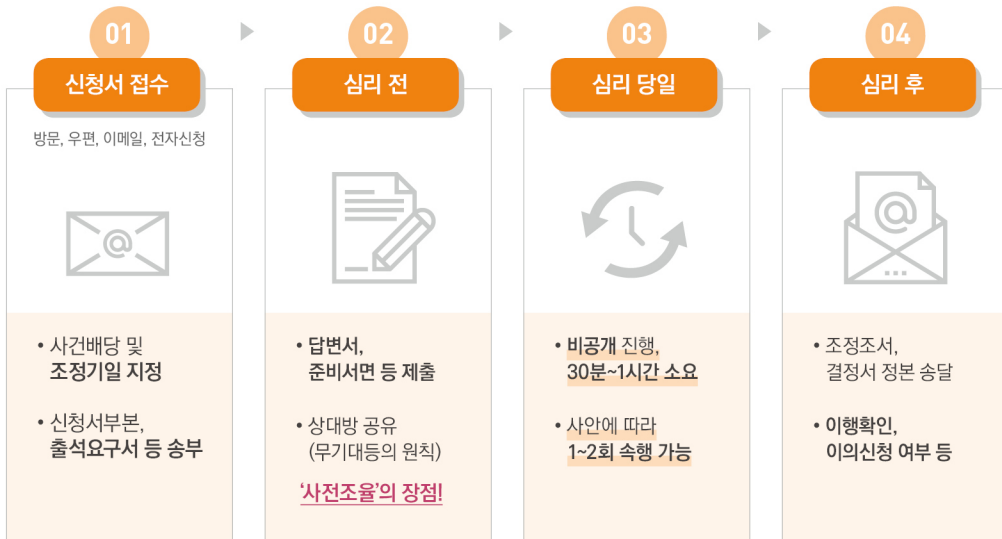 01
신청서 접수
방문, 우편, 이메일, 전자신청
@
• 사건배당 및
조정기일 지정
• 신청서부본,
출석요구서 등 송부
02
심리 전
• 답변서,
준비서면 등 제출
• 상대방 공유
(무기대등의 원칙)
'사전조율'의 장점!
03
심리 당일
• 비공개 진행,
30분~1시간 소요
• 사안에 따라
1~2회 속행 가능
04
심리 후
@
• 조정조서,
결정서 정본 송달
• 이행확인,
이의신청 여부 등